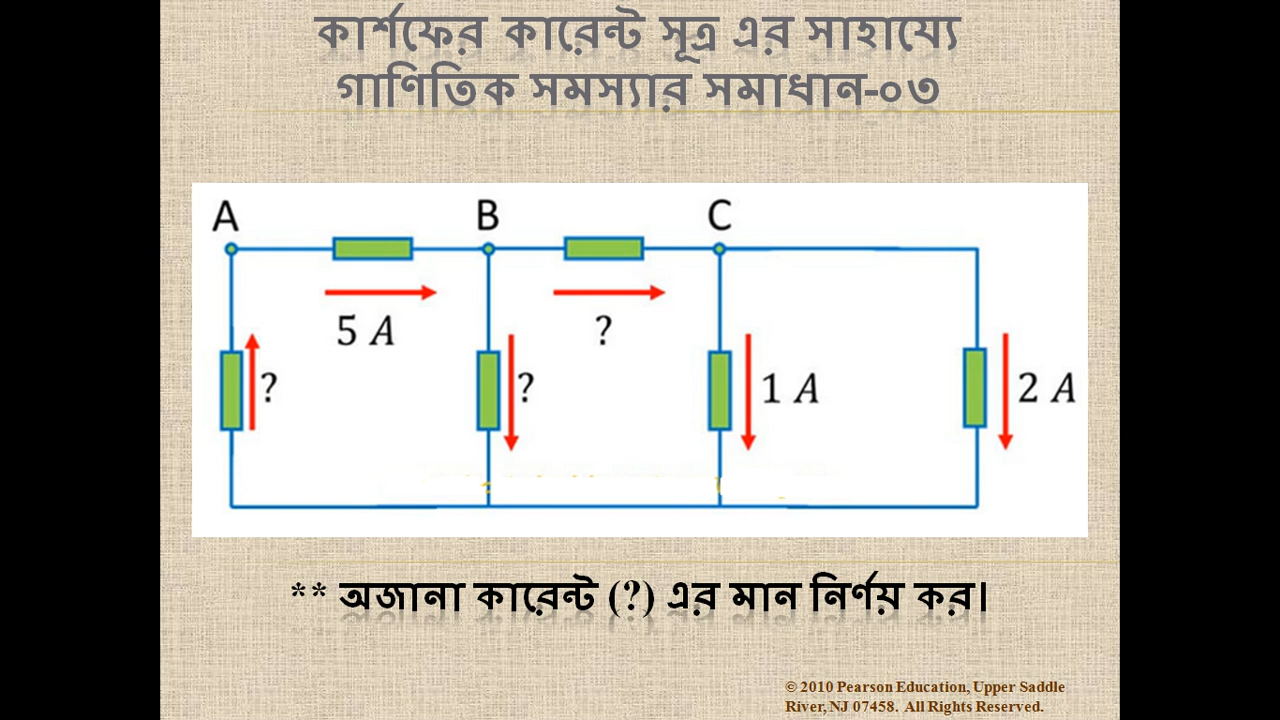 কার্শফের কারেন্ট সূত্র এর সাহায্যে
গাণিতিক সমস্যার সমাধান-০৩
A B C
5 A ?
? ? 1 A 2 A
** অজানা কারেন্ট (?) এর মান নির্ণয় কর।
© 2010 Pearson Education, Upper Saddle
River, NJ 07458. All Rights Reserved.